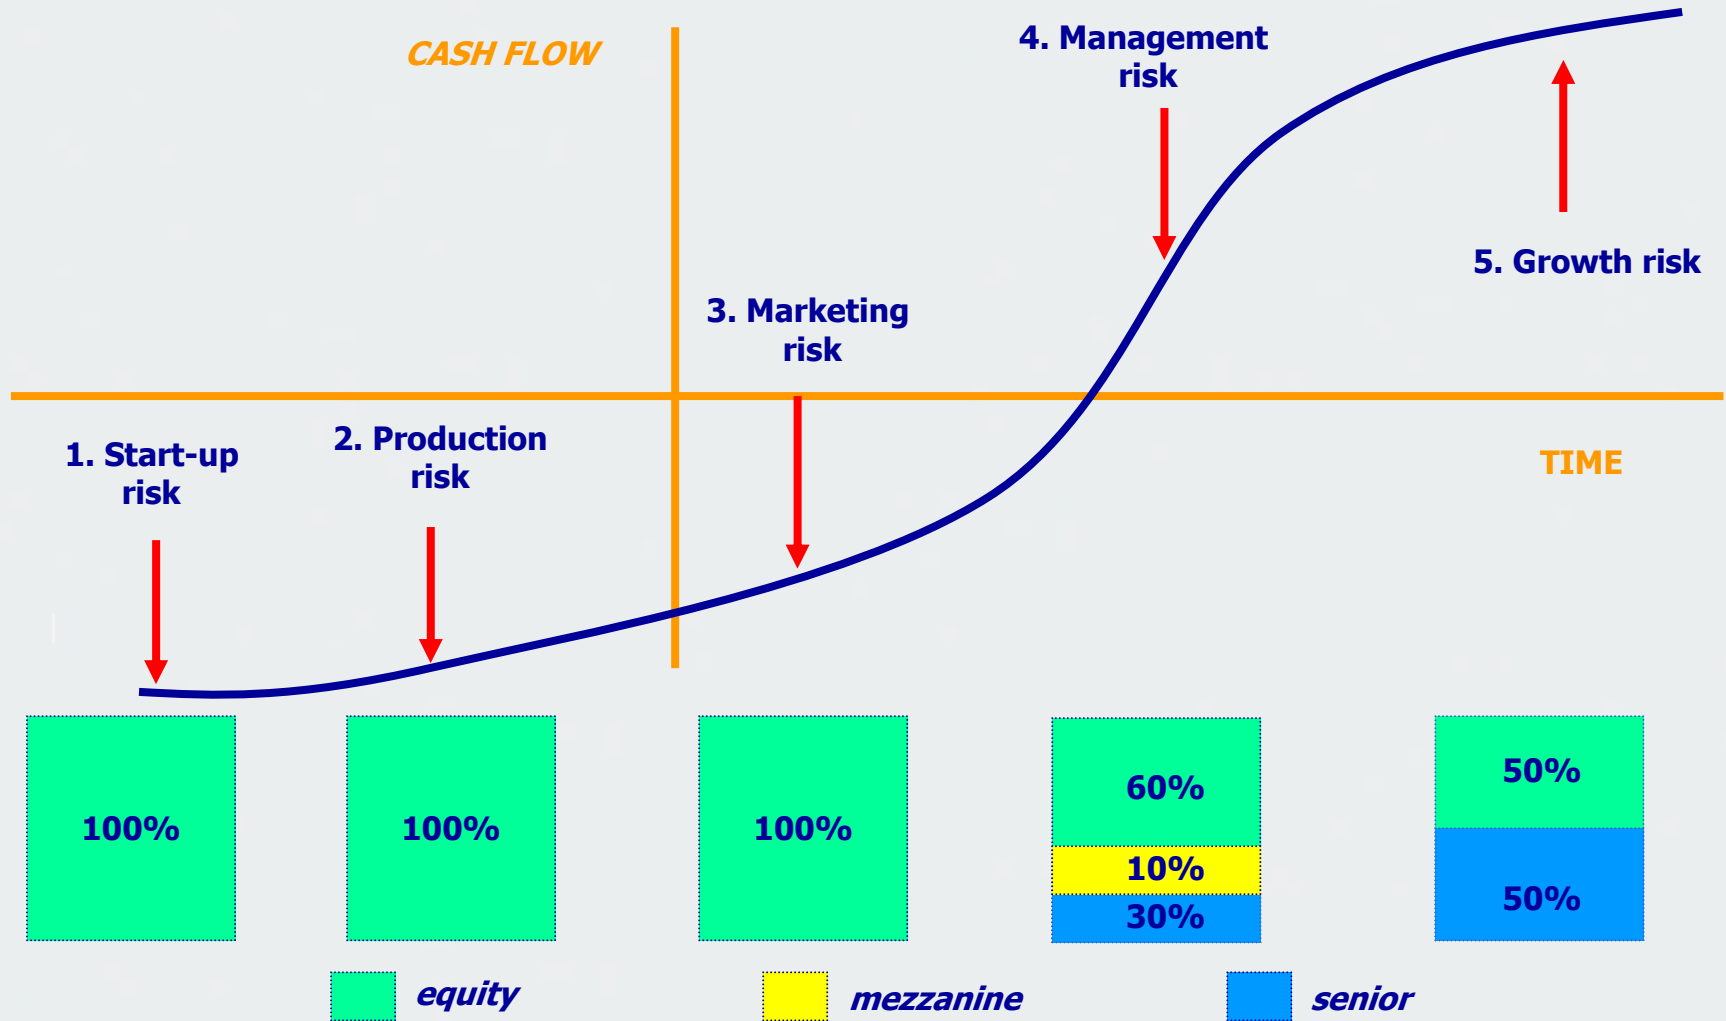 CASH FLOW
4. Management
risk
5. Growth risk
3. Marketing
risk
1. Start-up
risk
2. Production
risk
TIME
100%
100%
100%
60%
10%
30%
50%
50%
equity
mezzanine
senior